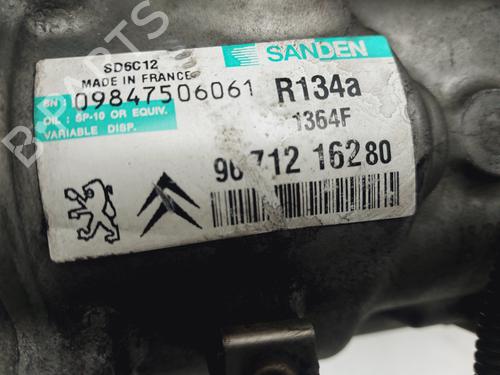 SD6C12
MADE IN FRANCE
SANDEN
SN : 09847506061
OIL : SP-10 OR EQUIV.
VARIABLE DISP.
R134a
1364F
96 712 16280
B-PARTS